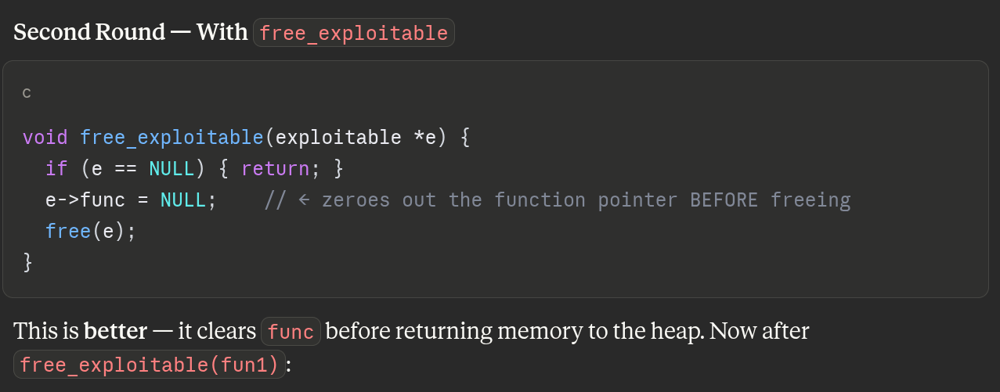 Second Round — With free_exploitable
c
void free_exploitable(exploitable *e) {
  if (e == NULL) { return; }
  e->func = NULL;    // ← zeroes out the function pointer BEFORE freeing
  free(e);
}
This is better — it clears func before returning memory to the heap. Now after
free_exploitable(fun1):